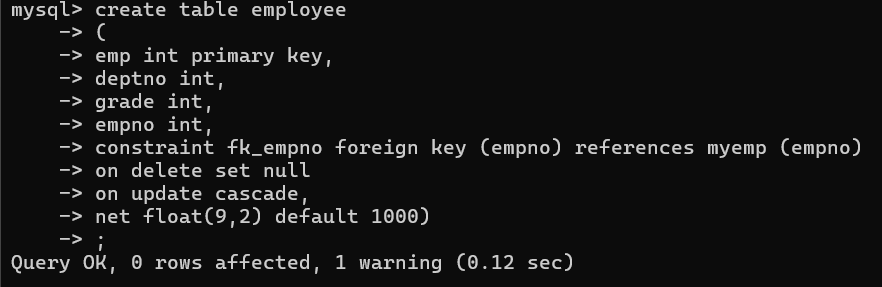 mysql> create table employee
    -> (
    -> emp int primary key,
    -> deptno int,
    -> grade int,
    -> empno int,
    -> constraint fk_empno foreign key (empno) references myemp (empno)
    -> on delete set null
    -> on update cascade,
    -> net float(9,2) default 1000)
    -> ;
Query OK, 0 rows affected, 1 warning (0.12 sec)